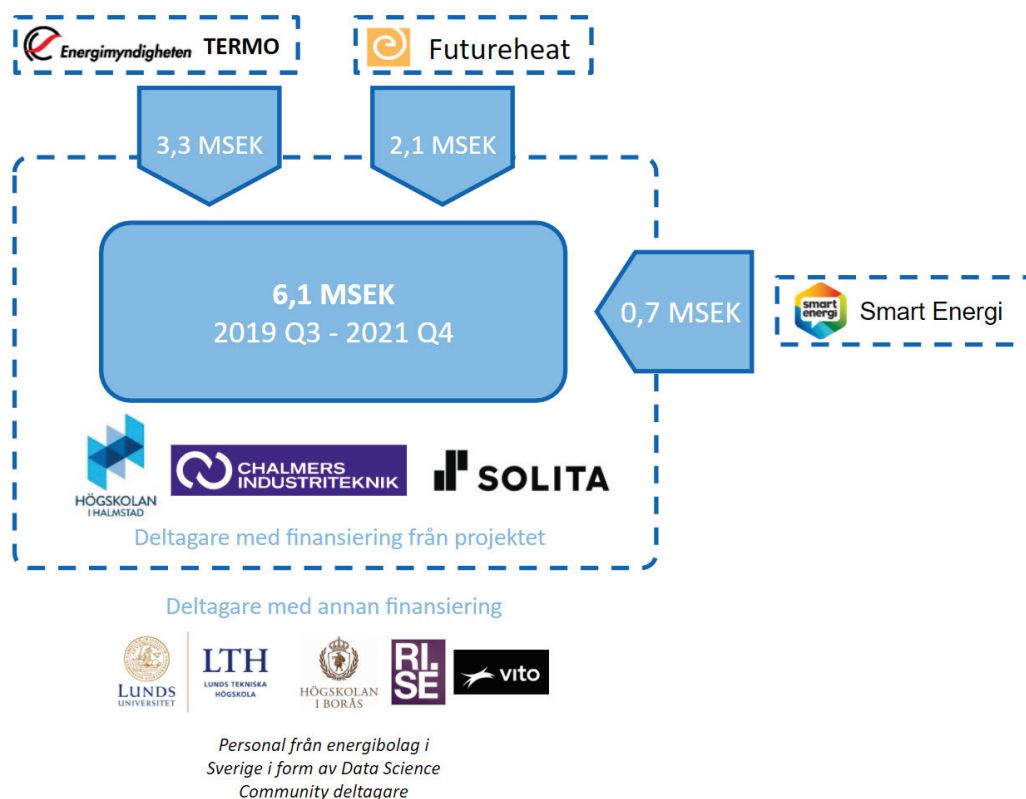 Energimyndigheten TERMO
Futureheat
3,3 MSEK
2,1 MSEK
6,1 MSEK
2019 Q3 - 2021 Q4
0,7 MSEK
smart
energi
Smart Energi
HÖGSKOLAN
I HALMSTAD
CHALMERS
INDUSTRITEKNIK
SOLITA
Deltagare med finansiering från projektet
Deltagare med annan finansiering
LUNDS
UNIVERSITET
LTH
LUNDS TEKNISKA
HÖGSKOLA
HÖGSKOLAN
I BORÅS
RI.
SE
vito
Personal från energibolag i
Sverige i form av Data Science
Community deltagare